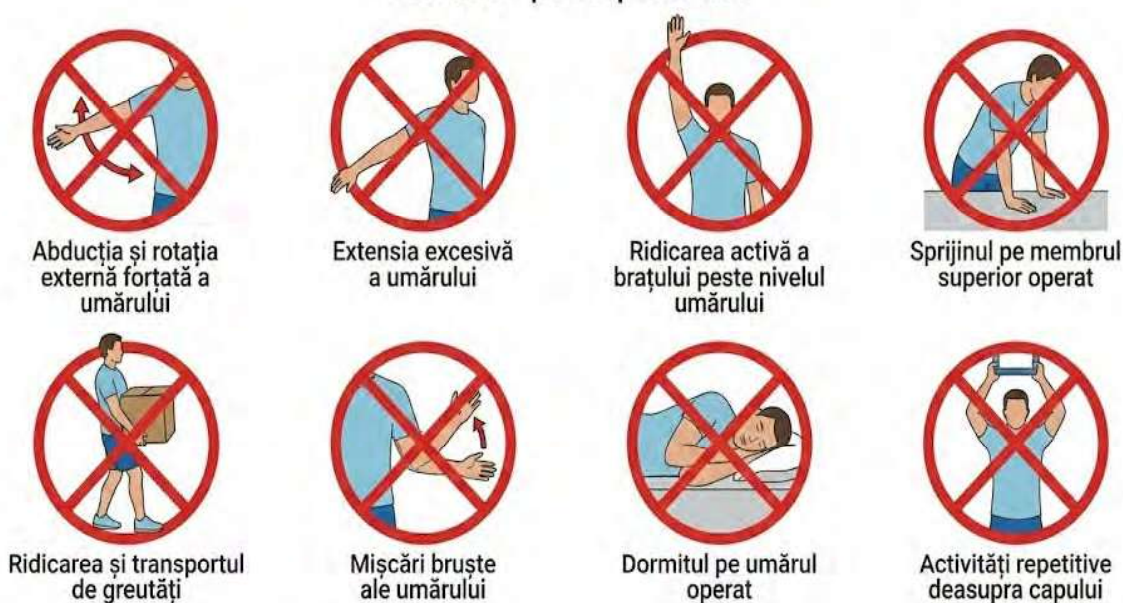 Abducția și rotația
externă forțată a
umărului
Extensia excesivă
a umărului
Ridicarea activă a
brațului peste nivelul
umărului
Sprijinul pe membrul
superior operat
Ridicarea și transportul
de greutăți
Mișcări bruște
ale umărului
Dormitul pe umărul
operat
Activități repetitive
deasupra capului